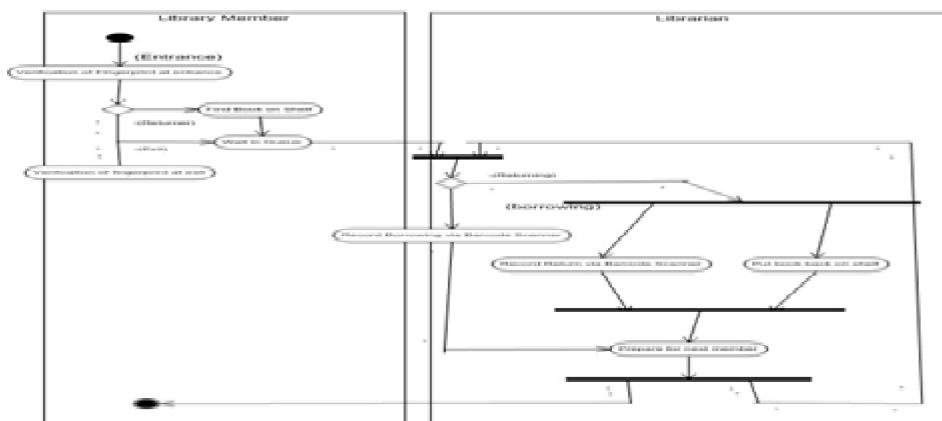 Library Member
Librarian
(Entrance)
Verification of Fingerprint at entrance
Find Book on Shelf
(Returner)
Wait in Queue
(Exit)
Verification of fingerprint at exit
(Returning)
(borrowing)
Record Borrowing via Barcode Scanner
Record Return via Barcode Scanner
Put book back on shelf
Prepare for next member